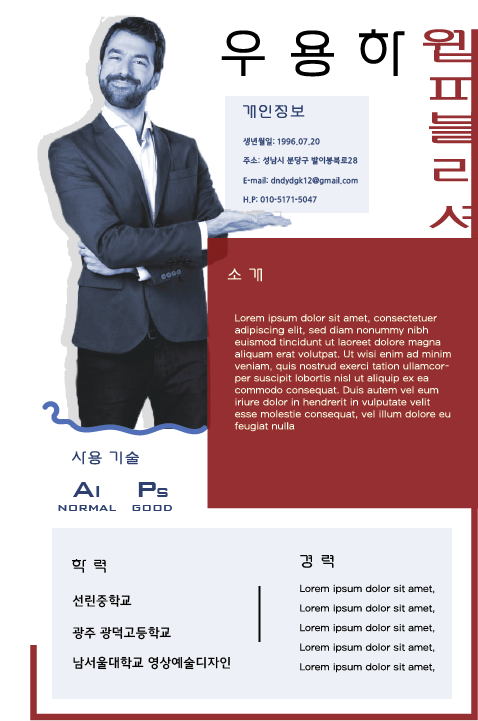 우용하
웹퍼블리셔
개인정보
생년월일: 1996.07.20
주소: 성남시 분당구 발이봉북로28
E-mail: dndydgk12@gmail.com
H.P: 010-5171-5047
소개
Lorem ipsum dolor sit amet, consectetuer
adipiscing elit, sed diam nonummy nibh
euismod tincidunt ut laoreet dolore magna
aliquam erat volutpat. Ut wisi enim ad minim
veniam, quis nostrud exerci tation ullamcor-
per suscipit lobortis nisl ut aliquip ex ea
commodo consequat. Duis autem vel eum
iriure dolor in hendrerit in vulputate velit
esse molestie consequat, vel illum dolore eu
feugiat nulla
사용 기술
Ai Ps
NORMAL GOOD
학력
선린중학교
광주 광덕고등학교
남서울대학교 영상예술디자인
경력
Lorem ipsum dolor sit amet,
Lorem ipsum dolor sit amet,
Lorem ipsum dolor sit amet,
Lorem ipsum dolor sit amet,
Lorem ipsum dolor sit amet,